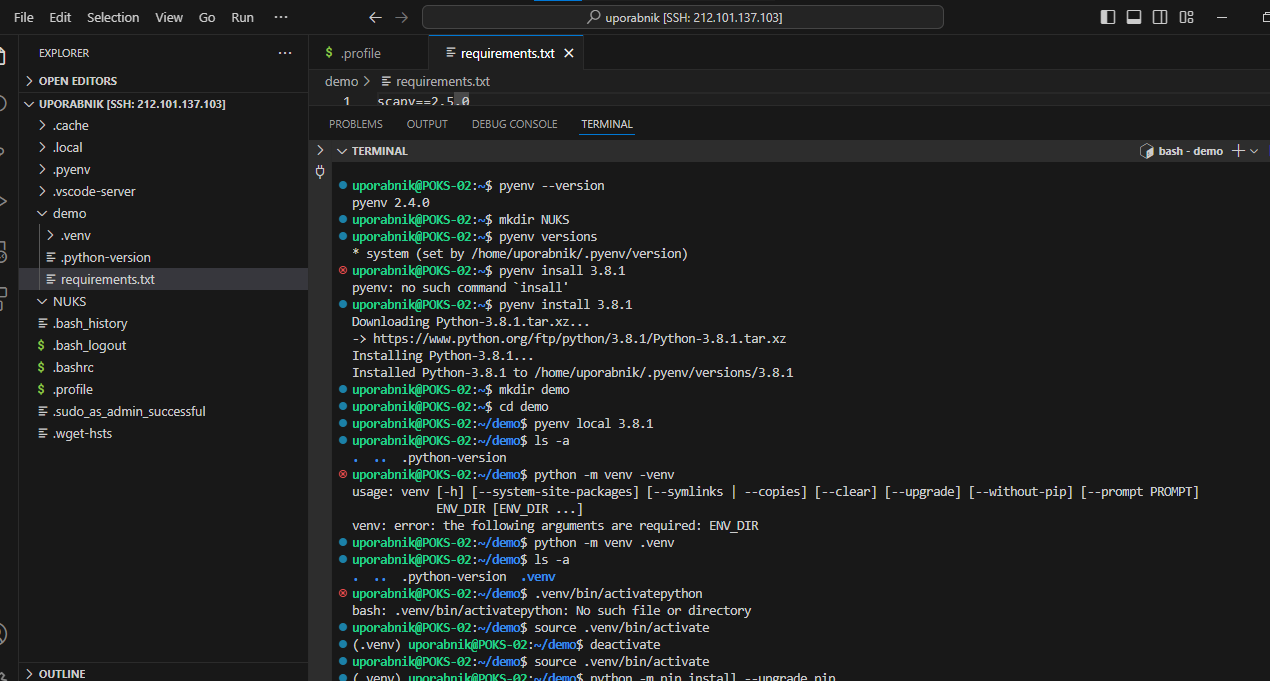 File Edit Selection View Go Run ···
uporabnik [SSH: 212.101.137.103]
EXPLORER ···
OPEN EDITORS
UPORABNIK [SSH: 212.101.137.103]
.cache
.local
.pyenv
.vscode-server
demo
.venv
.python-version
requirements.txt
NUKS
.bash_history
$ .bash_logout
$ .bashrc
$ .profile
.sudo_as_admin_successful
.wget-hsts
OUTLINE
$ .profile
requirements.txt
demo > requirements.txt
1 scapy==2.5.0
PROBLEMS OUTPUT DEBUG CONSOLE TERMINAL
TERMINAL
bash - demo
uporabnik@POKS-02:~$ pyenv --version
pyenv 2.4.0
uporabnik@POKS-02:~$ mkdir NUKS
uporabnik@POKS-02:~$ pyenv versions
* system (set by /home/uporabnik/.pyenv/version)
uporabnik@POKS-02:~$ pyenv insall 3.8.1
pyenv: no such command `insall'
uporabnik@POKS-02:~$ pyenv install 3.8.1
Downloading Python-3.8.1.tar.xz...
-> https://www.python.org/ftp/python/3.8.1/Python-3.8.1.tar.xz
Installing Python-3.8.1...
Installed Python-3.8.1 to /home/uporabnik/.pyenv/versions/3.8.1
uporabnik@POKS-02:~$ mkdir demo
uporabnik@POKS-02:~$ cd demo
uporabnik@POKS-02:~/demo$ pyenv local 3.8.1
uporabnik@POKS-02:~/demo$ ls -a
. .. .python-version
uporabnik@POKS-02:~/demo$ python -m venv -venv
usage: venv [-h] [--system-site-packages] [--symlinks | --copies] [--clear] [--upgrade] [--without-pip] [--prompt PROMPT]
ENV_DIR [ENV_DIR ...]
venv: error: the following arguments are required: ENV_DIR
uporabnik@POKS-02:~/demo$ python -m venv .venv
uporabnik@POKS-02:~/demo$ ls -a
. .. .python-version .venv
uporabnik@POKS-02:~/demo$ .venv/bin/activatepython
bash: .venv/bin/activatepython: No such file or directory
uporabnik@POKS-02:~/demo$ source .venv/bin/activate
(.venv) uporabnik@POKS-02:~/demo$ deactivate
uporabnik@POKS-02:~/demo$ source .venv/bin/activate
(.venv) uporabnik@POKS-02:~/demo$ python -m pip install --upgrade pip